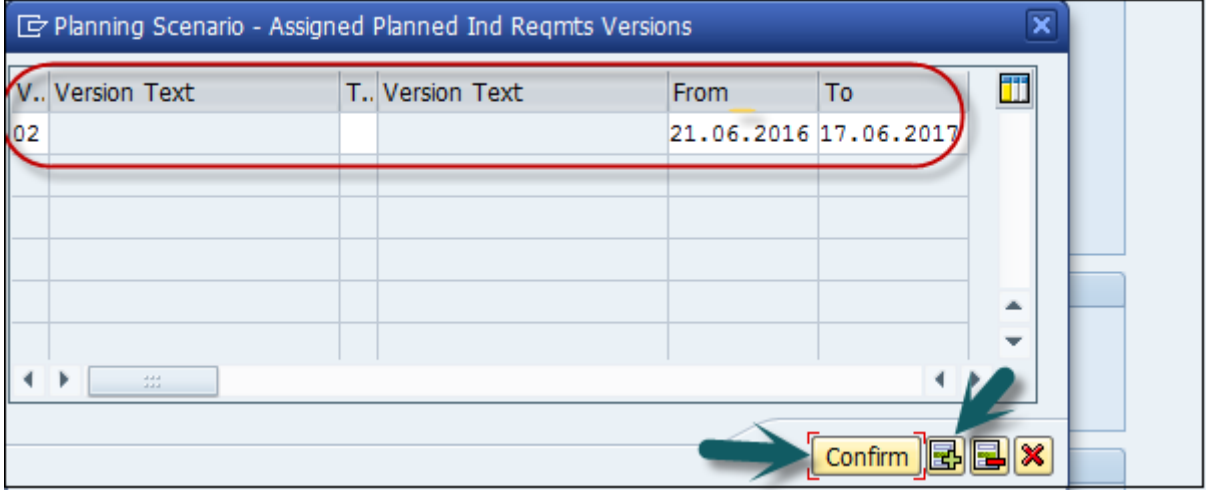 Planning Scenario - Assigned Planned Ind Reqmts Versions
V.. Version Text T.. Version Text From To
02 21.06.2016 17.06.2017
Confirm